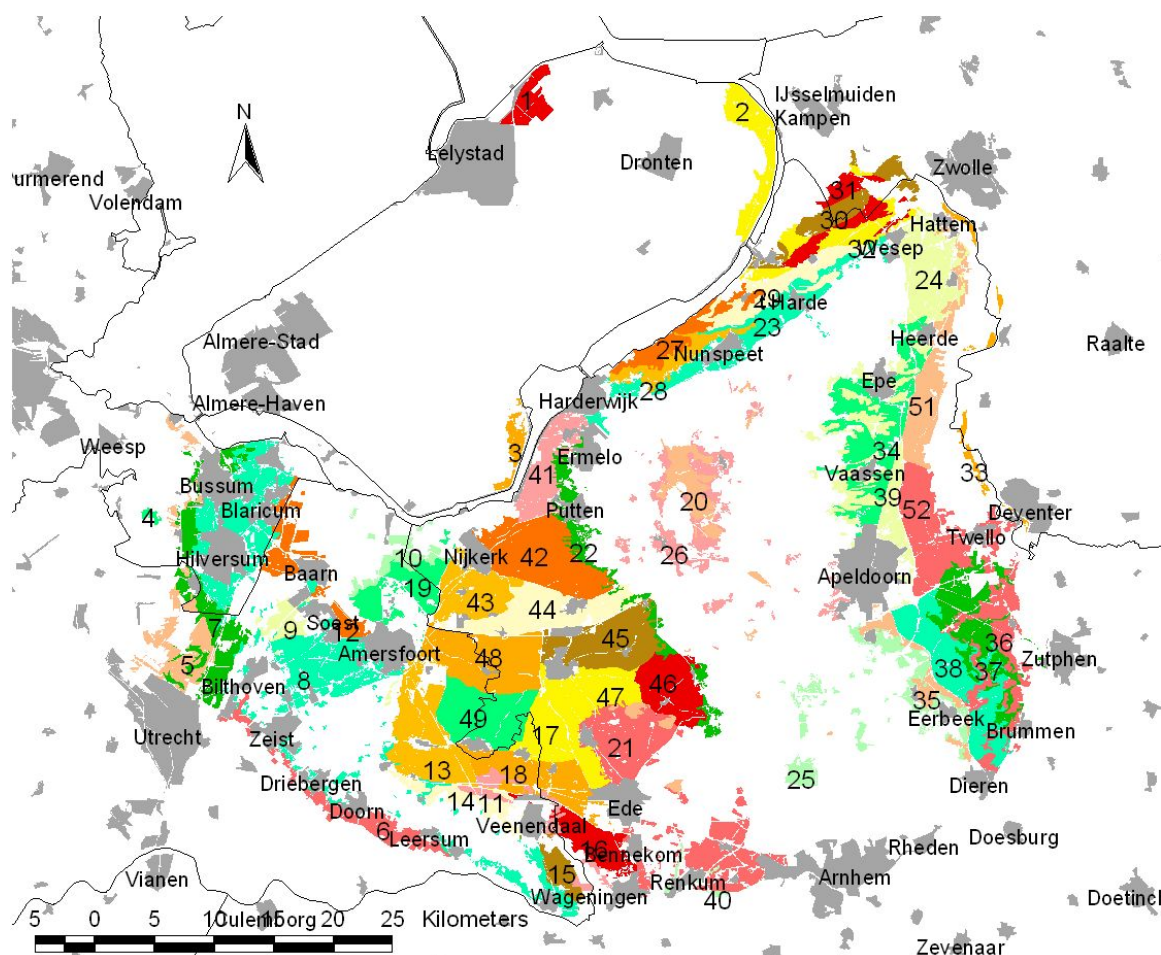 IJsselmuiden
Kampen
2
1
N
Lelystad
Dronten
Zwolle
urmerend
Volendam
31
30
Hattem
32
Wesep
24
29
't Harde
23
Heerde
Almere-Stad
27
Nunspeet
Raalte
28
Epe
Almere-Haven
Harderwijk
51
Weesp
3
Ermelo
34
Bussum
41
Vaassen
33
20
39
52
Blaricum
Putten
Deventer
4
Hilversum
10
Nijkerk
42
22
26
Twello
Baarn
19
Apeldoorn
43
44
7
9
Soest
12
45
36
Amersfoort
Zutphen
5
48
38
37
Bilthoven
8
46
47
35
49
Eerbeek
Utrecht
Zeist
17
21
Brummen
13
18
25
Driebergen
Dieren
14
11
Ede
Doorn
6
Leersum
Veenendaal
Doesburg
16
Bennekom
Rheden
Vianen
15
Renkum
Arnhem
Wageningen
40
Doetinch
5 0 5 10 15 20 25 Kilometers
Culemborg
Zevenaar